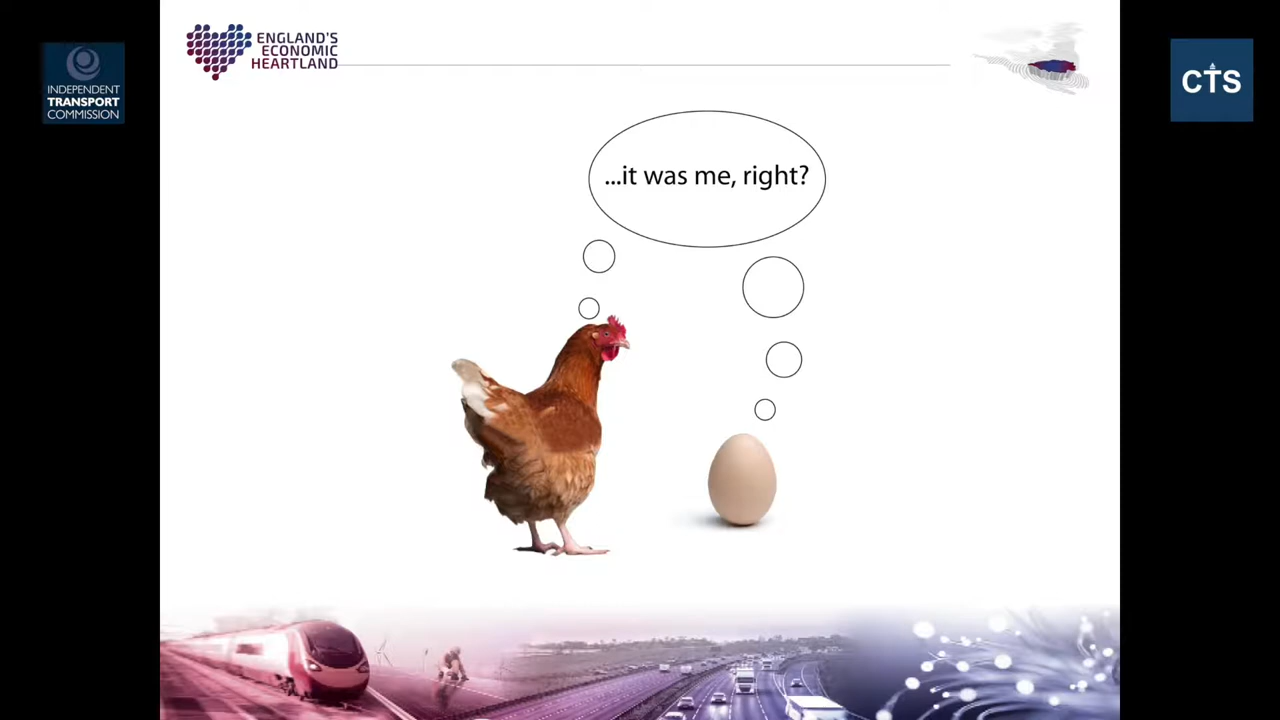 ENGLAND'S
ECONOMIC
HEARTLAND
INDEPENDENT
TRANSPORT
COMMISSION
CTS
...it was me, right?